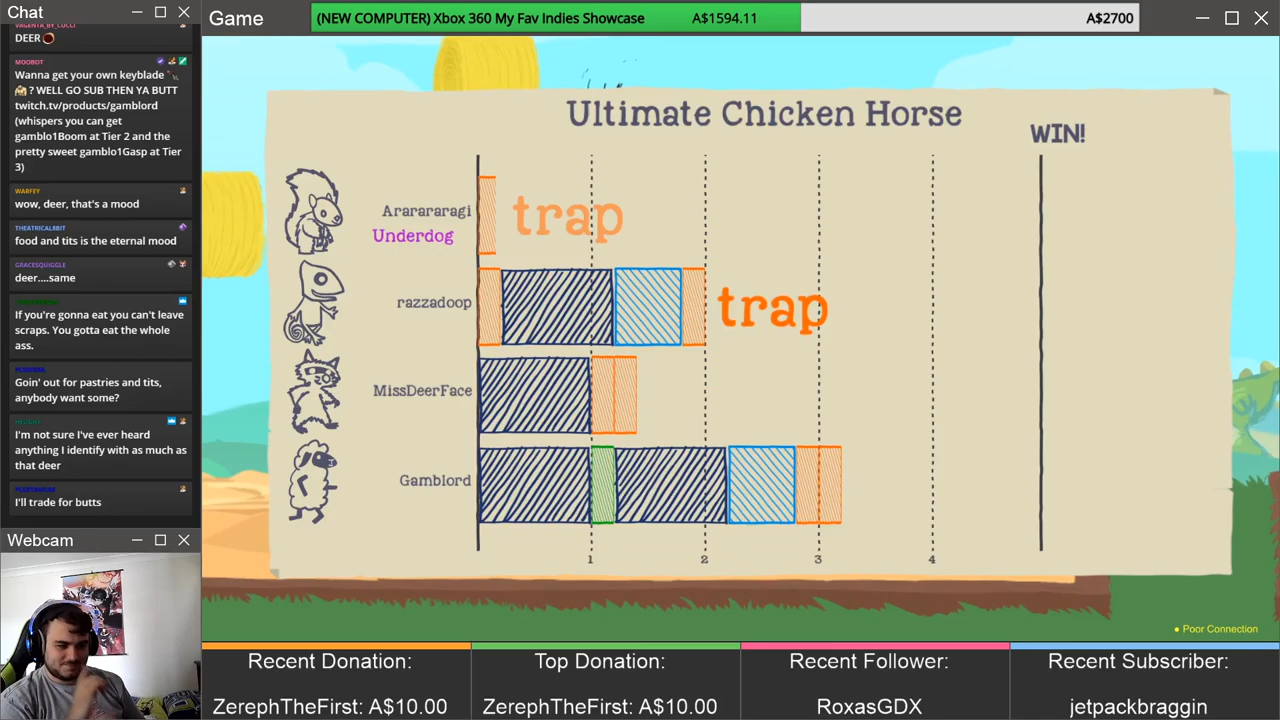 Chat
DEER
MOOBOT
Wanna get your own keyblade
? WELL GO SUB THEN YA BUTT
twitch.tv/products/gamblord
(whispers you can get
gamblo1Boom at Tier 2 and the
pretty sweet gamblo1Gasp at Tier
3)
WARFEY
wow, deer, that's a mood
THEATRICAL8BIT
food and tits is the eternal mood
GRACESQUIGGLE
deer....same
If you're gonna eat you can't leave
scraps. You gotta eat the whole
ass.
Goin' out for pastries and tits,
anybody want some?
I'm not sure I've ever heard
anything I identify with as much as
that deer
I'll trade for butts
Webcam
Game
(NEW COMPUTER) Xbox 360 My Fav Indies Showcase
A$1594.11
A$2700
Ultimate Chicken Horse
WIN!
Ararararagi
Underdog
trap
razzadoop
trap
MissDeerFace
Gamblord
1
2
3
4
Poor Connection
Recent Donation:
ZerephTheFirst: A$10.00
Top Donation:
ZerephTheFirst: A$10.00
Recent Follower:
RoxasGDX
Recent Subscriber:
jetpackbraggin